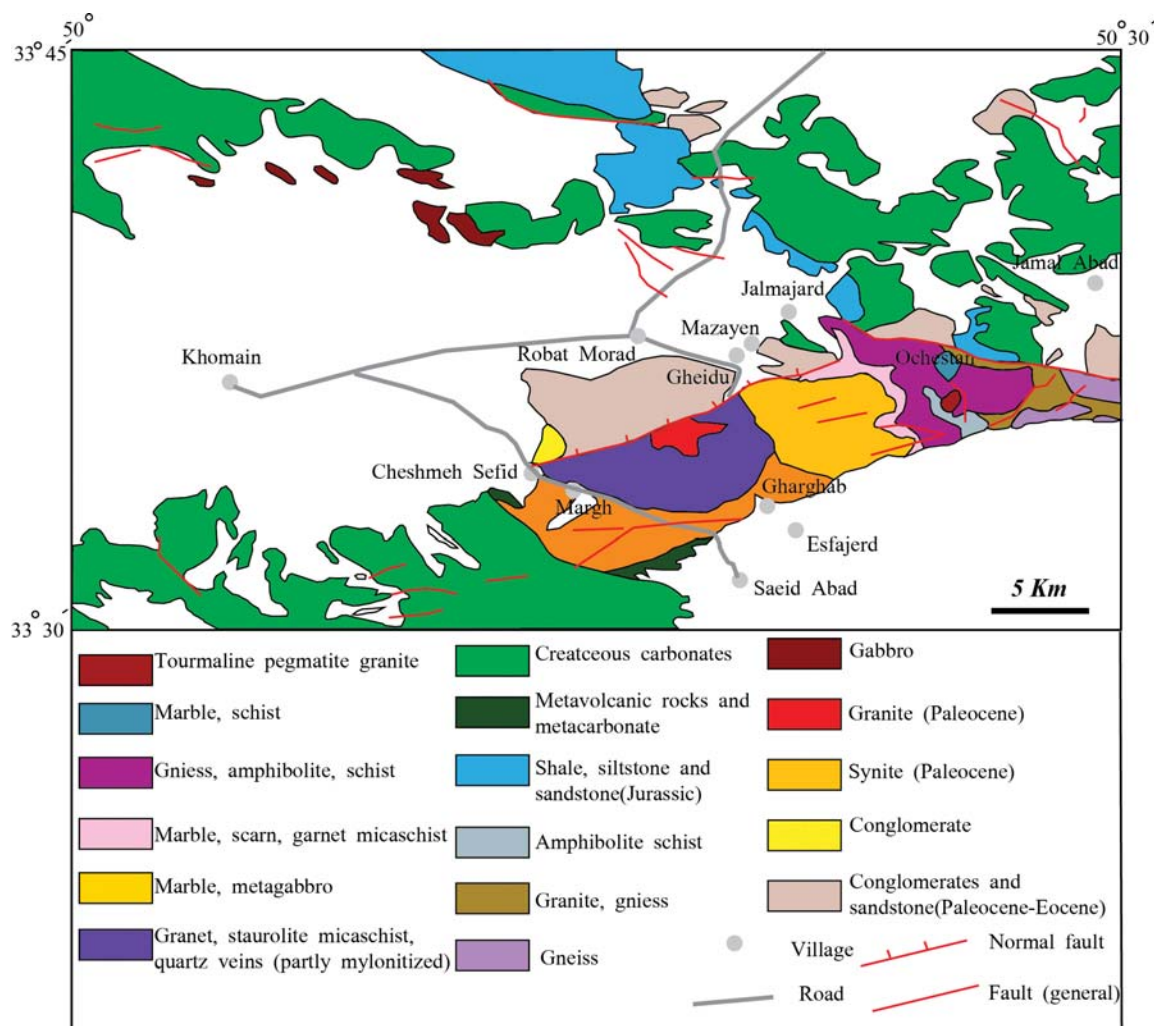 50°
50°30'
33°45'
Jamal Abad
Jalmajard
Mazayen
Robat Morad
Ochestan
Khomain
Gheidu
Cheshmeh Sefid
Gharghab
Margh
Esfajerd
Saeid Abad
5 Km
33°30'
Tourmaline pegmatite granite
Marble, schist
Gniess, amphibolite, schist
Marble, scarn, garnet micaschist
Marble, metagabbro
Granet, staurolite micaschist,
quartz veins (partly mylonitized)
Creatceous carbonates
Metavolcanic rocks and
metacarbonate
Shale, siltstone and
sandstone(Jurassic)
Amphibolite schist
Granite, gniess
Gneiss
Gabbro
Granite (Paleocene)
Synite (Paleocene)
Conglomerate
Conglomerates and
sandstone(Paleocene-Eocene)
Village
Normal fault
Road
Fault (general)